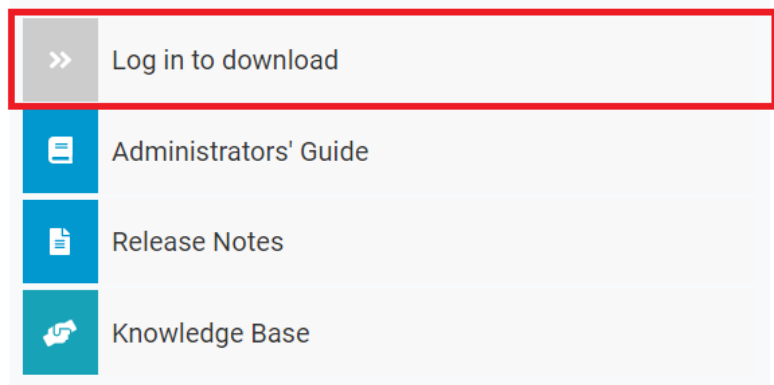 Log in to download
Administrators' Guide
Release Notes
Knowledge Base